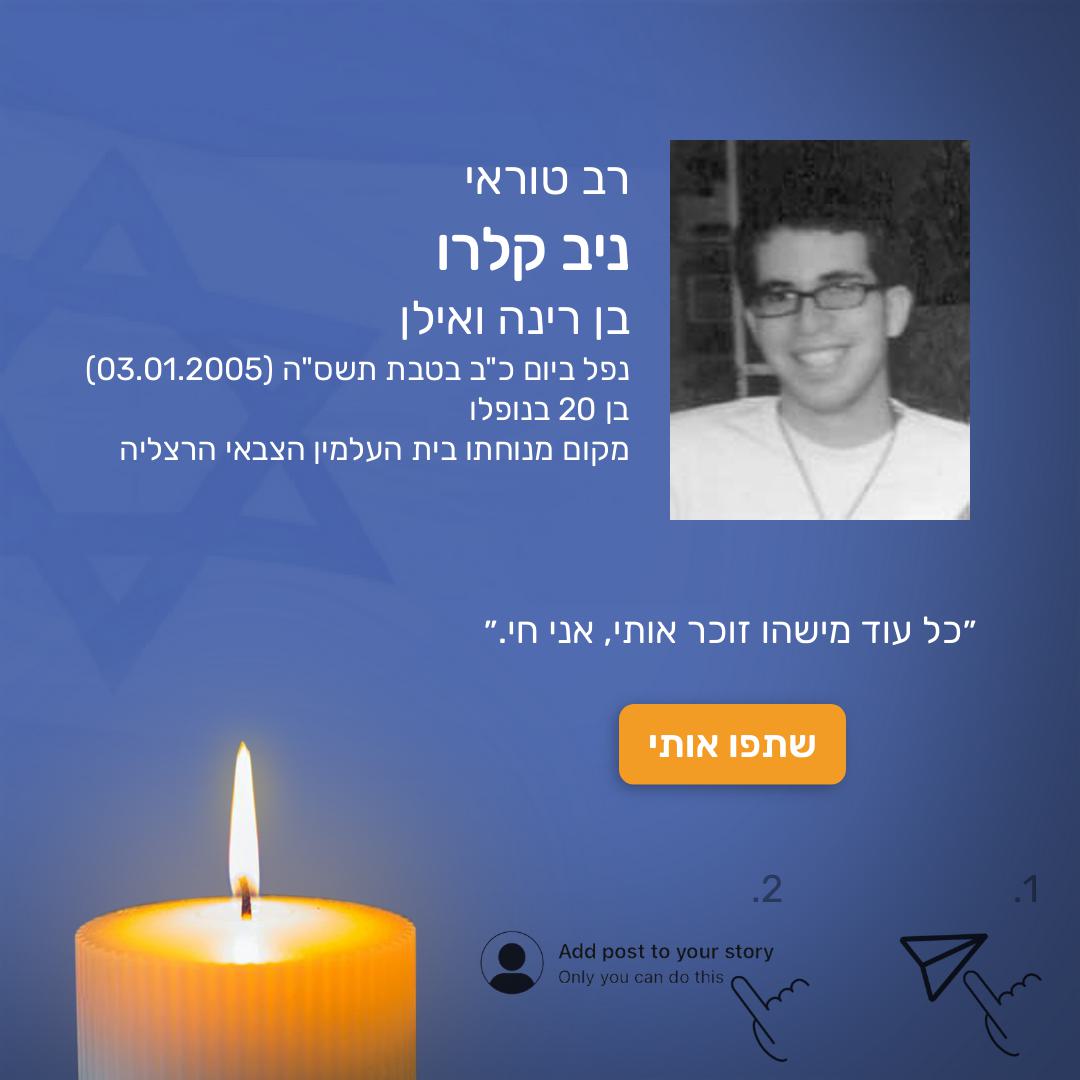 רב טוראי
ניב קלרו
בן רינה ואילן
נפל ביום כ"ב בטבת תשס"ה (03.01.2005)
בן 20 בנופלו
מקום מנוחתו בית העלמין הצבאי הרצליה
״כל עוד מישהו זוכר אותי, אני חי.״
שתפו אותי
1.
2.
Add post to your story
Only you can do this